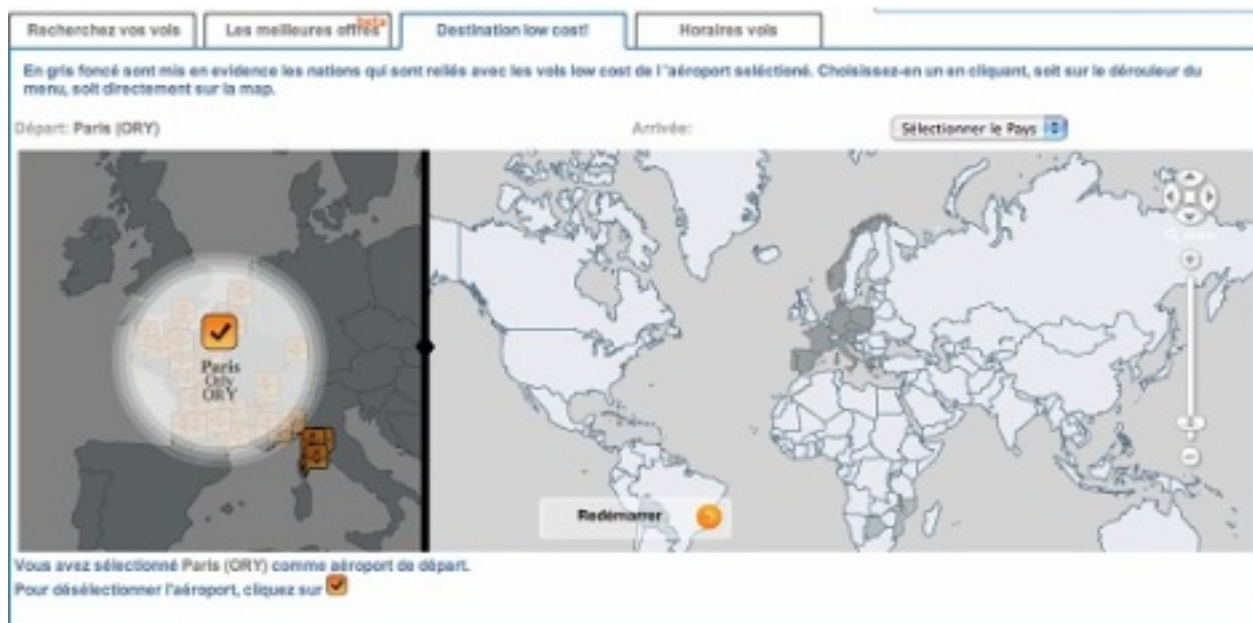 Recherchez vos vols
Les meilleures offres beta
Destination low cost!
Horaires vols
En gris foncé sont mis en evidence les nations qui sont reliés avec les vols low cost de l'aéroport seléctioné. Choisissez-en un en cliquant, soit sur le dérouleur du
menu, soit directement sur la map.
Départ: Paris (ORY)
Arrivée:
Sélectionner le Pays
Paris
Orly
ORY
Redémarrer
Vous avez sélectionné Paris (ORY) comme aéroport de départ.
Pour désélectionner l'aéroport, cliquez sur